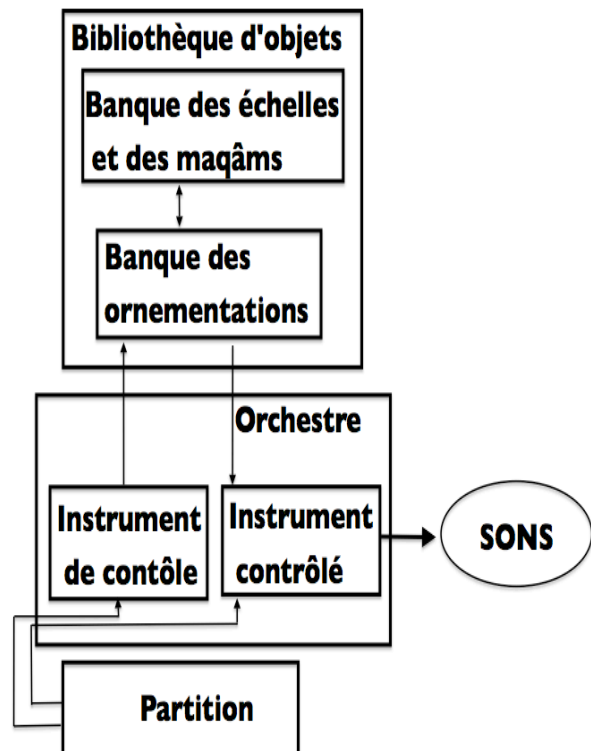 Bibliothèque d'objets
Banque des échelles
et des maqâms
Banque des
ornementations
Orchestre
Instrument
de contôle
Instrument
contrôlé
SONS
Partition